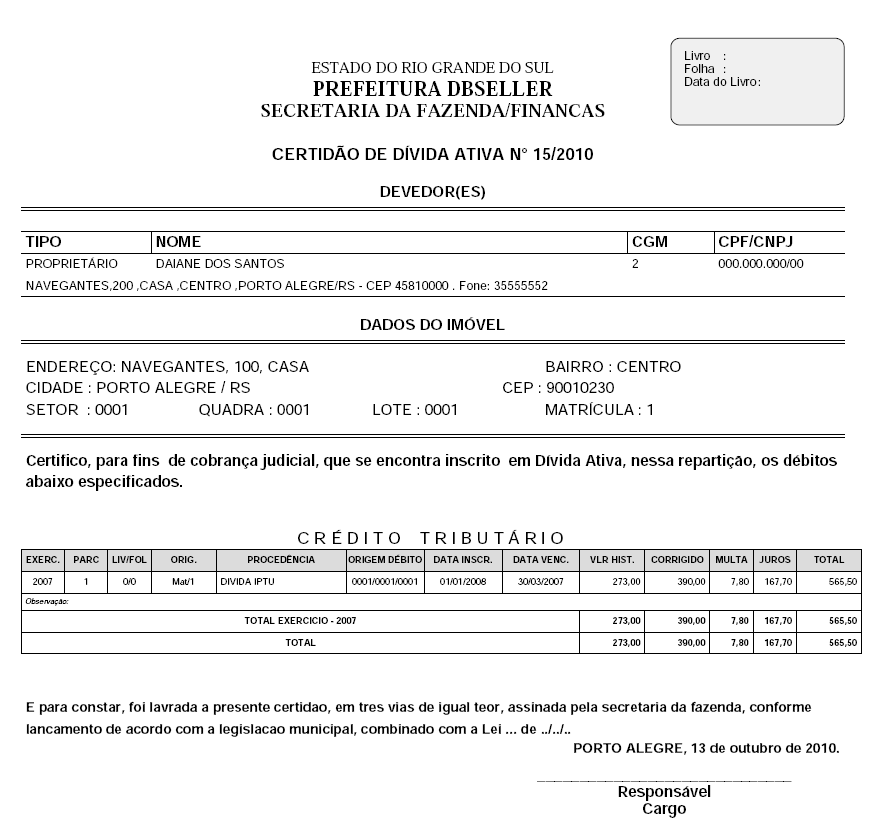 Livro :
Folha :
Data do Livro:
ESTADO DO RIO GRANDE DO SUL
PREFEITURA DBSELLER
SECRETARIA DA FAZENDA/FINANCAS
CERTIDÃO DE DÍVIDA ATIVA N° 15/2010
DEVEDOR(ES)
TIPO NOME CGM CPF/CNPJ
PROPRIETÁRIO DAIANE DOS SANTOS 2 000.000.000/00
NAVEGANTES,200 ,CASA ,CENTRO ,PORTO ALEGRE/RS - CEP 45810000 . Fone: 35555552
DADOS DO IMÓVEL
ENDEREÇO: NAVEGANTES, 100, CASA BAIRRO : CENTRO
CIDADE : PORTO ALEGRE / RS CEP : 90010230
SETOR : 0001 QUADRA : 0001 LOTE : 0001 MATRÍCULA : 1
Certifico, para fins de cobrança judicial, que se encontra inscrito em Dívida Ativa, nessa repartição, os débitos
abaixo especificados.
CRÉDITO TRIBUTÁRIO
EXERC. PARC LIV/FOL ORIG. PROCEDÊNCIA ORIGEM DÉBITO DATA INSCR. DATA VENC. VLR HIST. CORRIGIDO MULTA JUROS TOTAL
2007 1 0/0 Mat/1 DIVIDA IPTU 0001/0001/0001 01/01/2008 30/03/2007 273,00 390,00 7,80 167,70 565,50
Observação:
TOTAL EXERCICIO - 2007 273,00 390,00 7,80 167,70 565,50
TOTAL 273,00 390,00 7,80 167,70 565,50
E para constar, foi lavrada a presente certidao, em tres vias de igual teor, assinada pela secretaria da fazenda, conforme
lancamento de acordo com a legislacao municipal, combinado com a Lei ... de ../../..
PORTO ALEGRE, 13 de outubro de 2010.
Responsável
Cargo